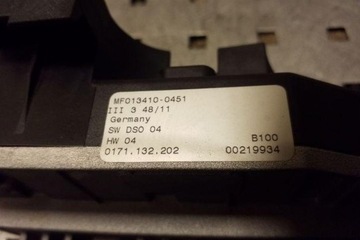 MF013410-0451
III 3 48/11
Germany
SW DSO 04
HW 04 B100
0171.132.202 00219934